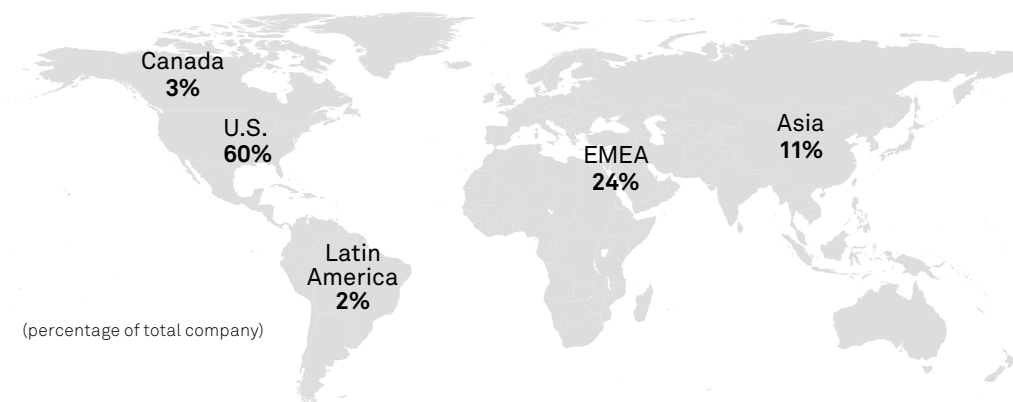 Canada
3%
U.S.
60%
EMEA
24%
Asia
11%
Latin
America
2%
(percentage of total company)